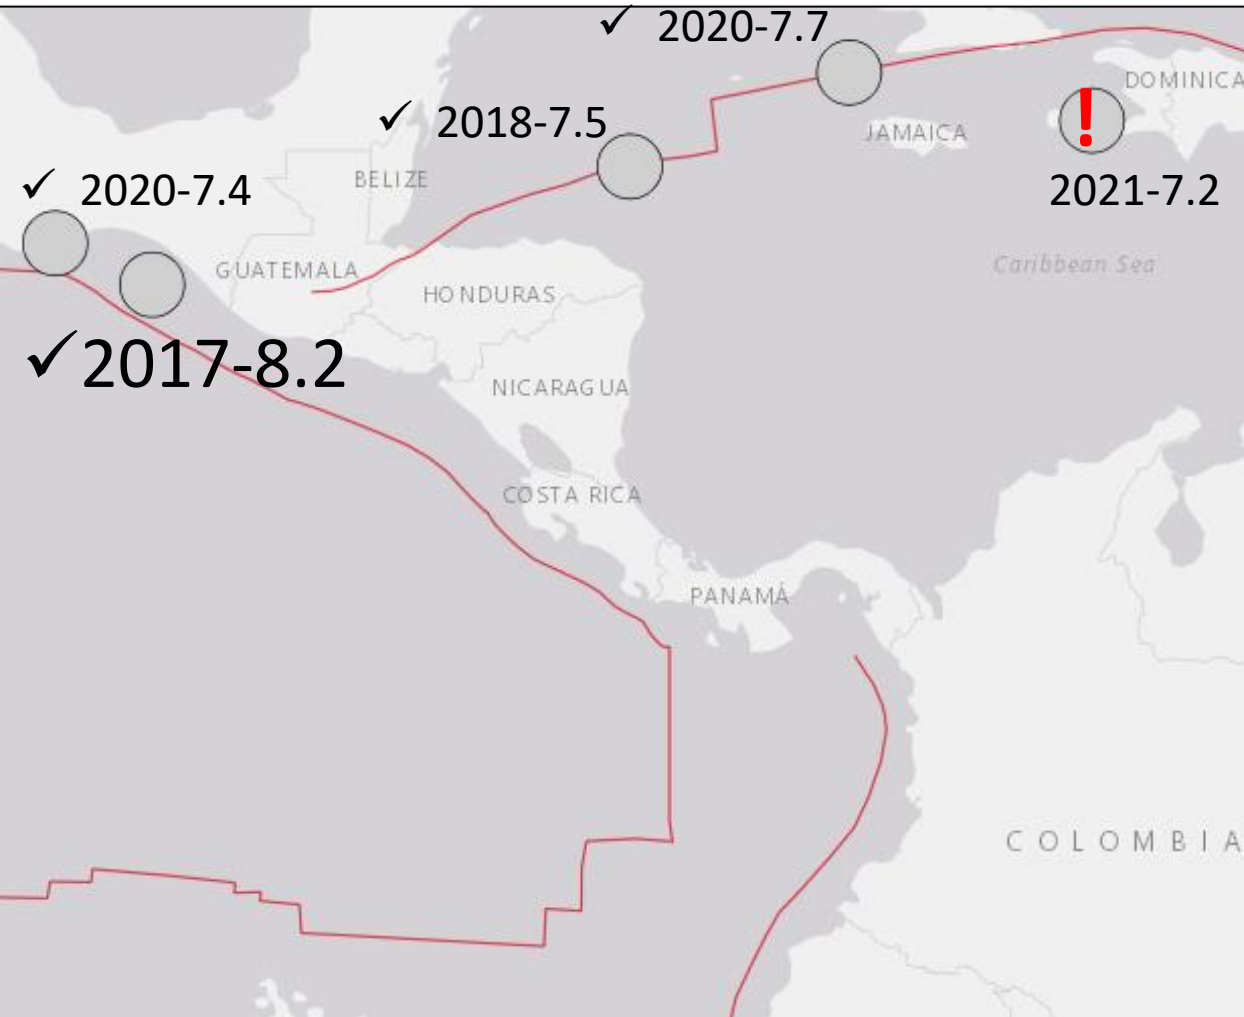 ✓ 2020-7.7
DOMINICA
✓ 2018-7.5
!
JAMAICA
BELIZE
✓ 2020-7.4
2021-7.2
GUATEMALA
Caribbean Sea
HONDURAS
✓2017-8.2
NICARAGUA
COSTA RICA
PANAMÁ
COLOMBIA